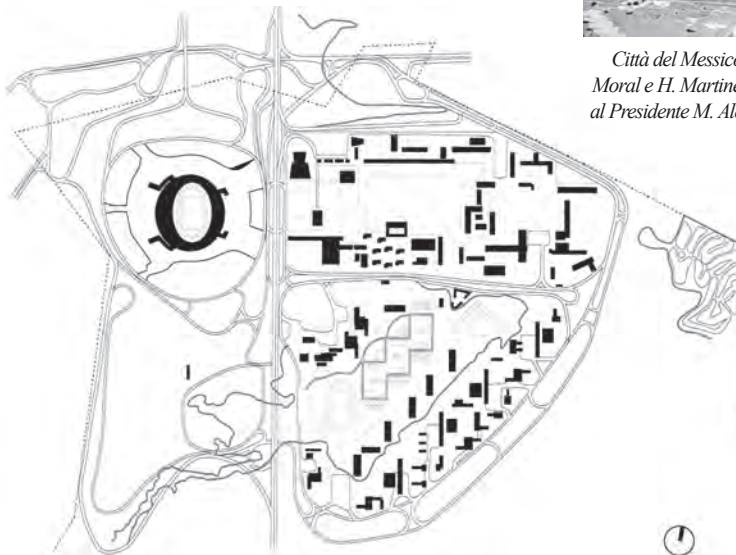 Città del Messico
Moral e H. Martine
al Presidente M. Al